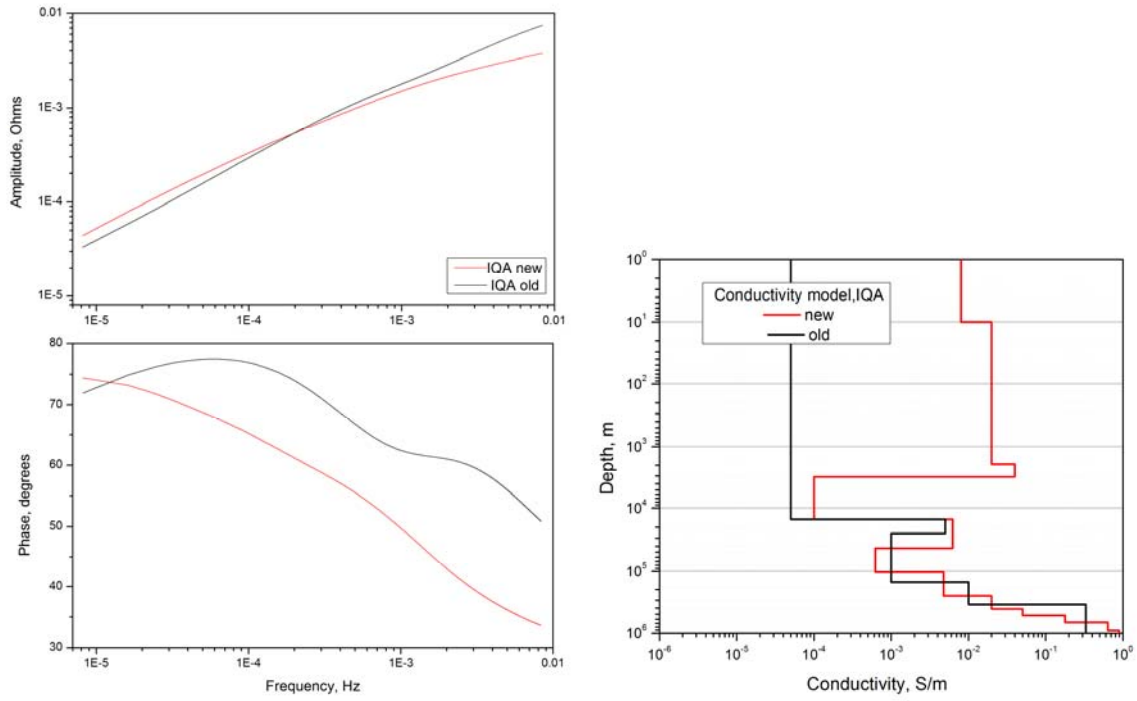 0.01
1E-3
1E-4
1E-5
Amplitude, Ohms
IQA new
IQA old
1E-5 1E-4 1E-3 0.01
80
70
60
50
40
30
Phase, degrees
1E-5 1E-4 1E-3 0.01
Frequency, Hz
10⁰
10¹
10²
10³
10⁴
10⁵
10⁶
Depth, m
Conductivity model,IQA
new
old
10⁻⁶ 10⁻⁵ 10⁻⁴ 10⁻³ 10⁻² 10⁻¹ 10⁰
Conductivity, S/m